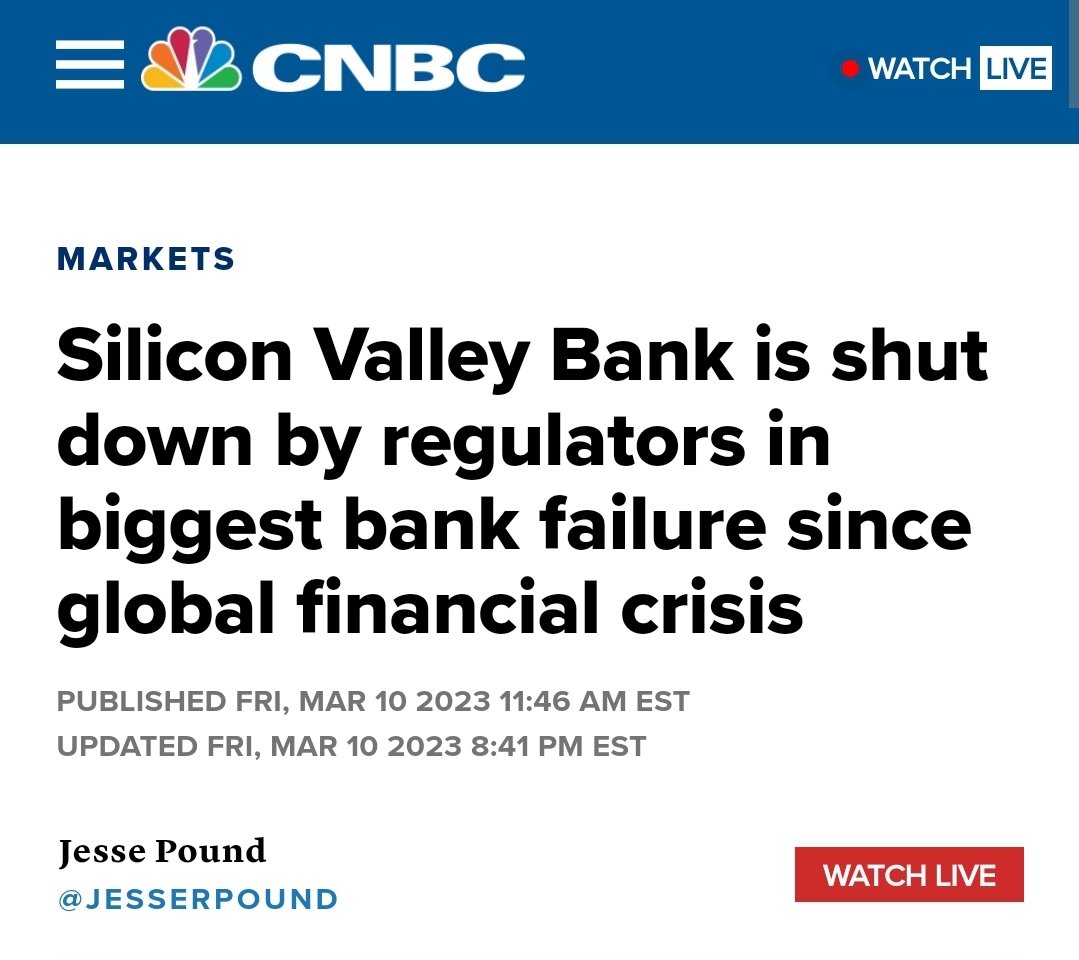 CNBC
WATCH LIVE
MARKETS
Silicon Valley Bank is shut
down by regulators in
biggest bank failure since
global financial crisis
PUBLISHED FRI, MAR 10 2023 11:46 AM EST
UPDATED FRI, MAR 10 2023 8:41 PM EST
Jesse Pound
@JESSERPOUND
WATCH LIVE